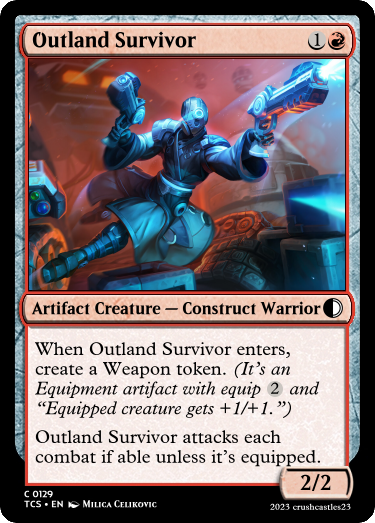 Outland Survivor 1
Artifact Creature — Construct Warrior
When Outland Survivor enters,
create a Weapon token. (It's an
Equipment artifact with equip 2 and
“Equipped creature gets +1/+1.”)
Outland Survivor attacks each
combat if able unless it's equipped.
2/2
C 0129
TCS • EN Milica Celikovic
2023 crushcastles23